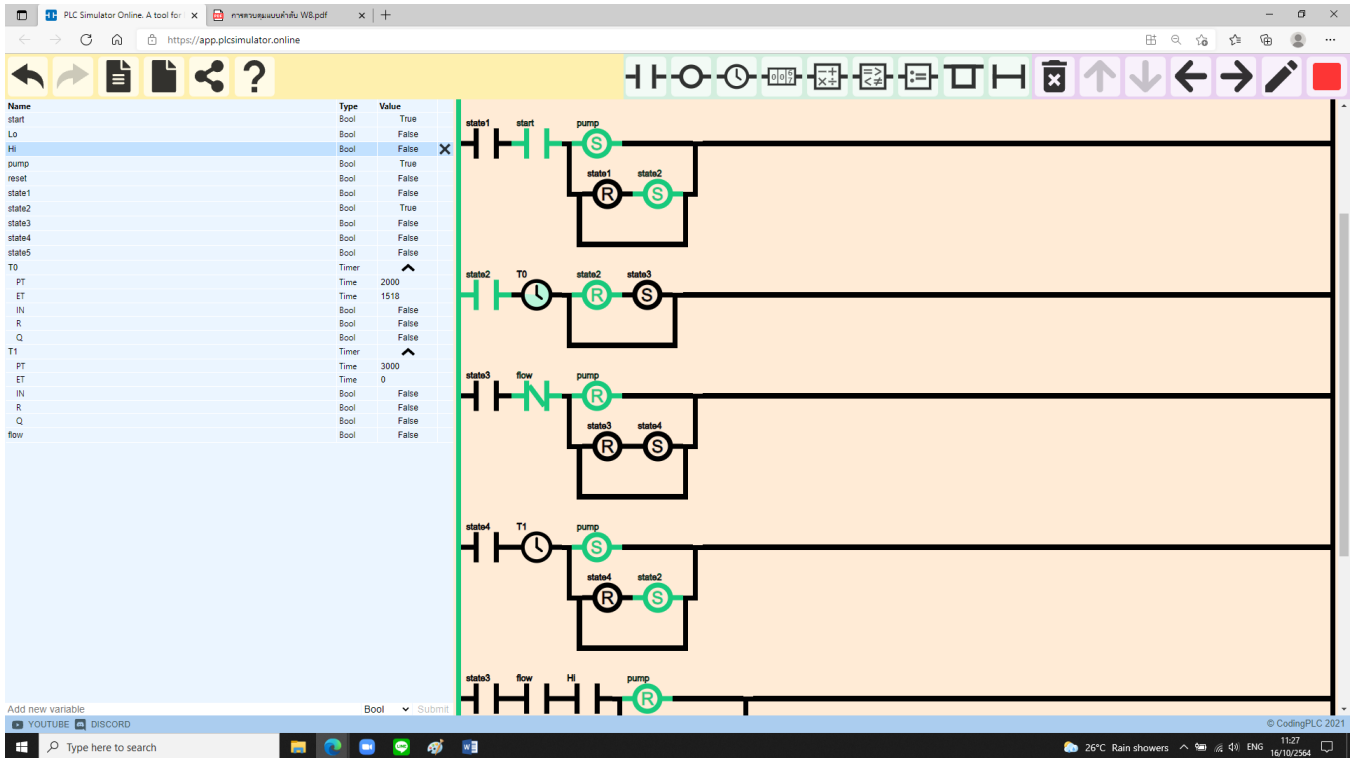 PLC Simulator Online. A tool for
การควบคุมแบบลำดับ W8.pdf
https://app.plcsimulator.online
Name Type Value
start Bool True
Lo Bool False
Hi Bool False
pump Bool True
reset Bool False
state1 Bool False
state2 Bool True
state3 Bool False
state4 Bool False
state5 Bool False
T0 Timer
PT Time 2000
ET Time 1518
IN Bool False
R Bool False
Q Bool False
T1 Timer
PT Time 3000
ET Time 0
IN Bool False
R Bool False
Q Bool False
flow Bool False
Add new variable Bool Submit
state1 start pump
S
state1 state2
R S
state2 T0 state2 state3
R S
state3 flow pump
R
state3 state4
R S
state4 T1 pump
S
state4 state2
R S
state3 flow Hi pump
R
YOUTUBE DISCORD
© CodingPLC 2021
Type here to search
26°C Rain showers ENG
11:27
16/10/2564